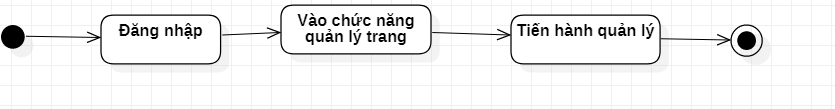 Đăng nhập
Vào chức năng
quản lý trang
Tiến hành quản lý